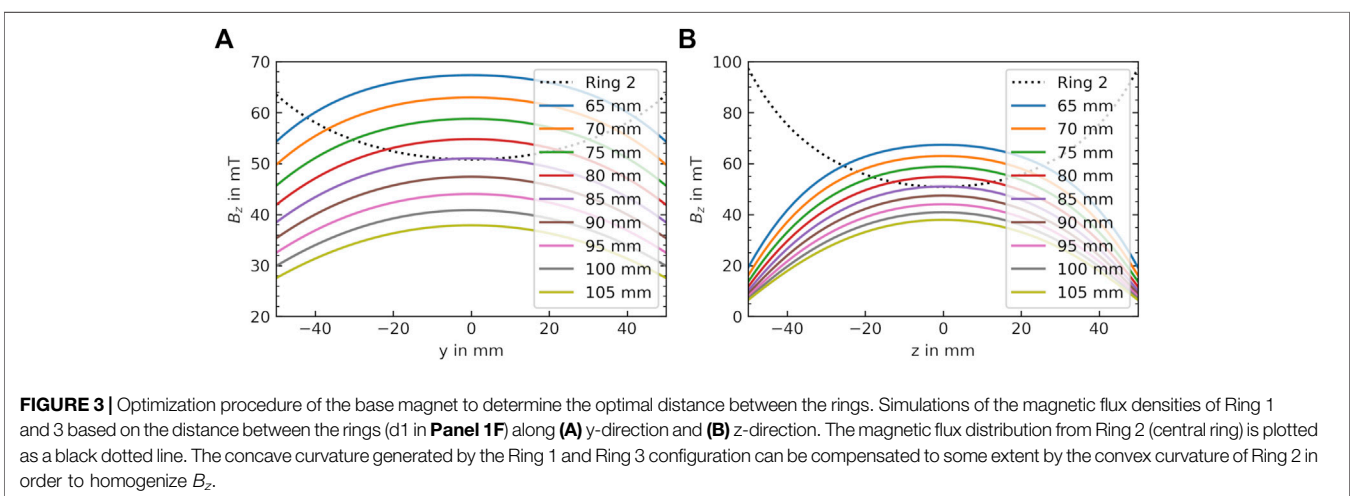 A
B
70
60
50
40
30
20
B_z in mT
−40 −20 0 20 40
y in mm
Ring 2
65 mm
70 mm
75 mm
80 mm
85 mm
90 mm
95 mm
100 mm
105 mm
100
80
60
40
20
0
B_z in mT
−40 −20 0 20 40
z in mm
Ring 2
65 mm
70 mm
75 mm
80 mm
85 mm
90 mm
95 mm
100 mm
105 mm
FIGURE 3 | Optimization procedure of the base magnet to determine the optimal distance between the rings. Simulations of the magnetic flux densities of Ring 1
and 3 based on the distance between the rings (d1 in Panel 1F) along (A) y-direction and (B) z-direction. The magnetic flux distribution from Ring 2 (central ring) is plotted
as a black dotted line. The concave curvature generated by the Ring 1 and Ring 3 configuration can be compensated to some extent by the convex curvature of Ring 2 in
order to homogenize B_z.